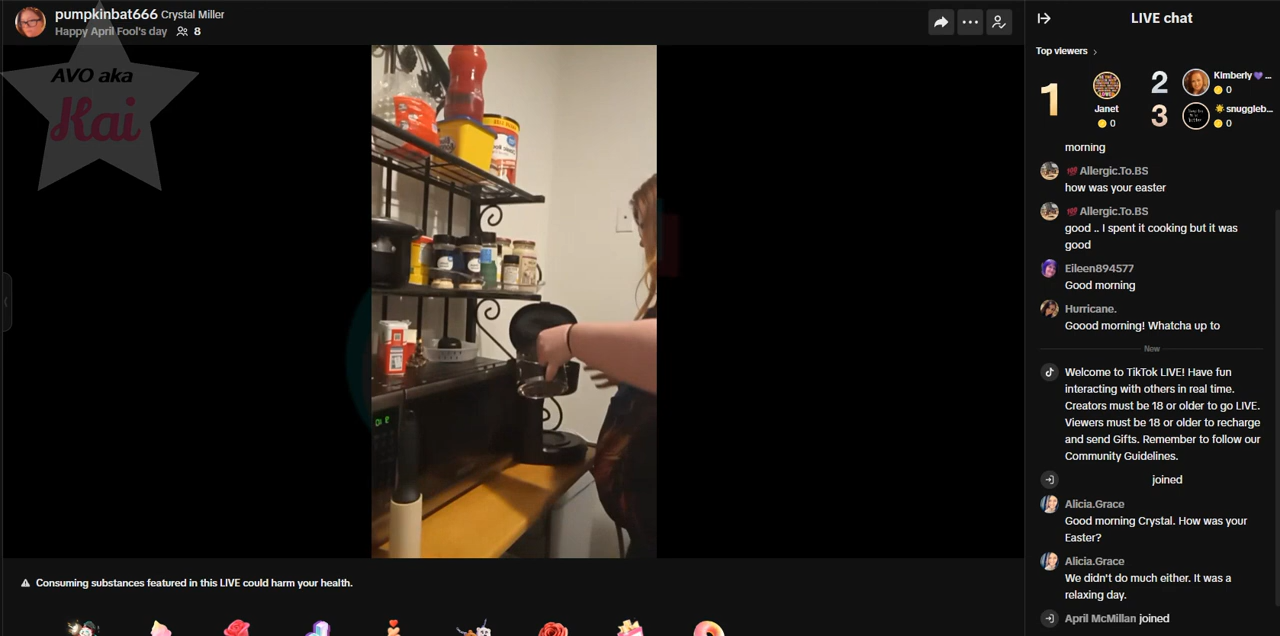 pumpkinbat666 Crystal Miller
Happy April Fool's day 8
AVO aka
Kai
LIVE chat
Top viewers
1
Janet
0
2
Kimberly 💜 ...
0
3
snuggleb...
0
morning
💯 Allergic.To.BS
how was your easter
💯 Allergic.To.BS
good .. I spent it cooking but it was
good
Eileen894577
Good morning
Hurricane.
Goood morning! Whatcha up to
New
Welcome to TikTok LIVE! Have fun
interacting with others in real time.
Creators must be 18 or older to go LIVE.
Viewers must be 18 or older to recharge
and send Gifts. Remember to follow our
Community Guidelines.
joined
Alicia.Grace
Good morning Crystal. How was your
Easter?
Alicia.Grace
We didn't do much either. It was a
relaxing day.
April McMillan joined
Consuming substances featured in this LIVE could harm your health.